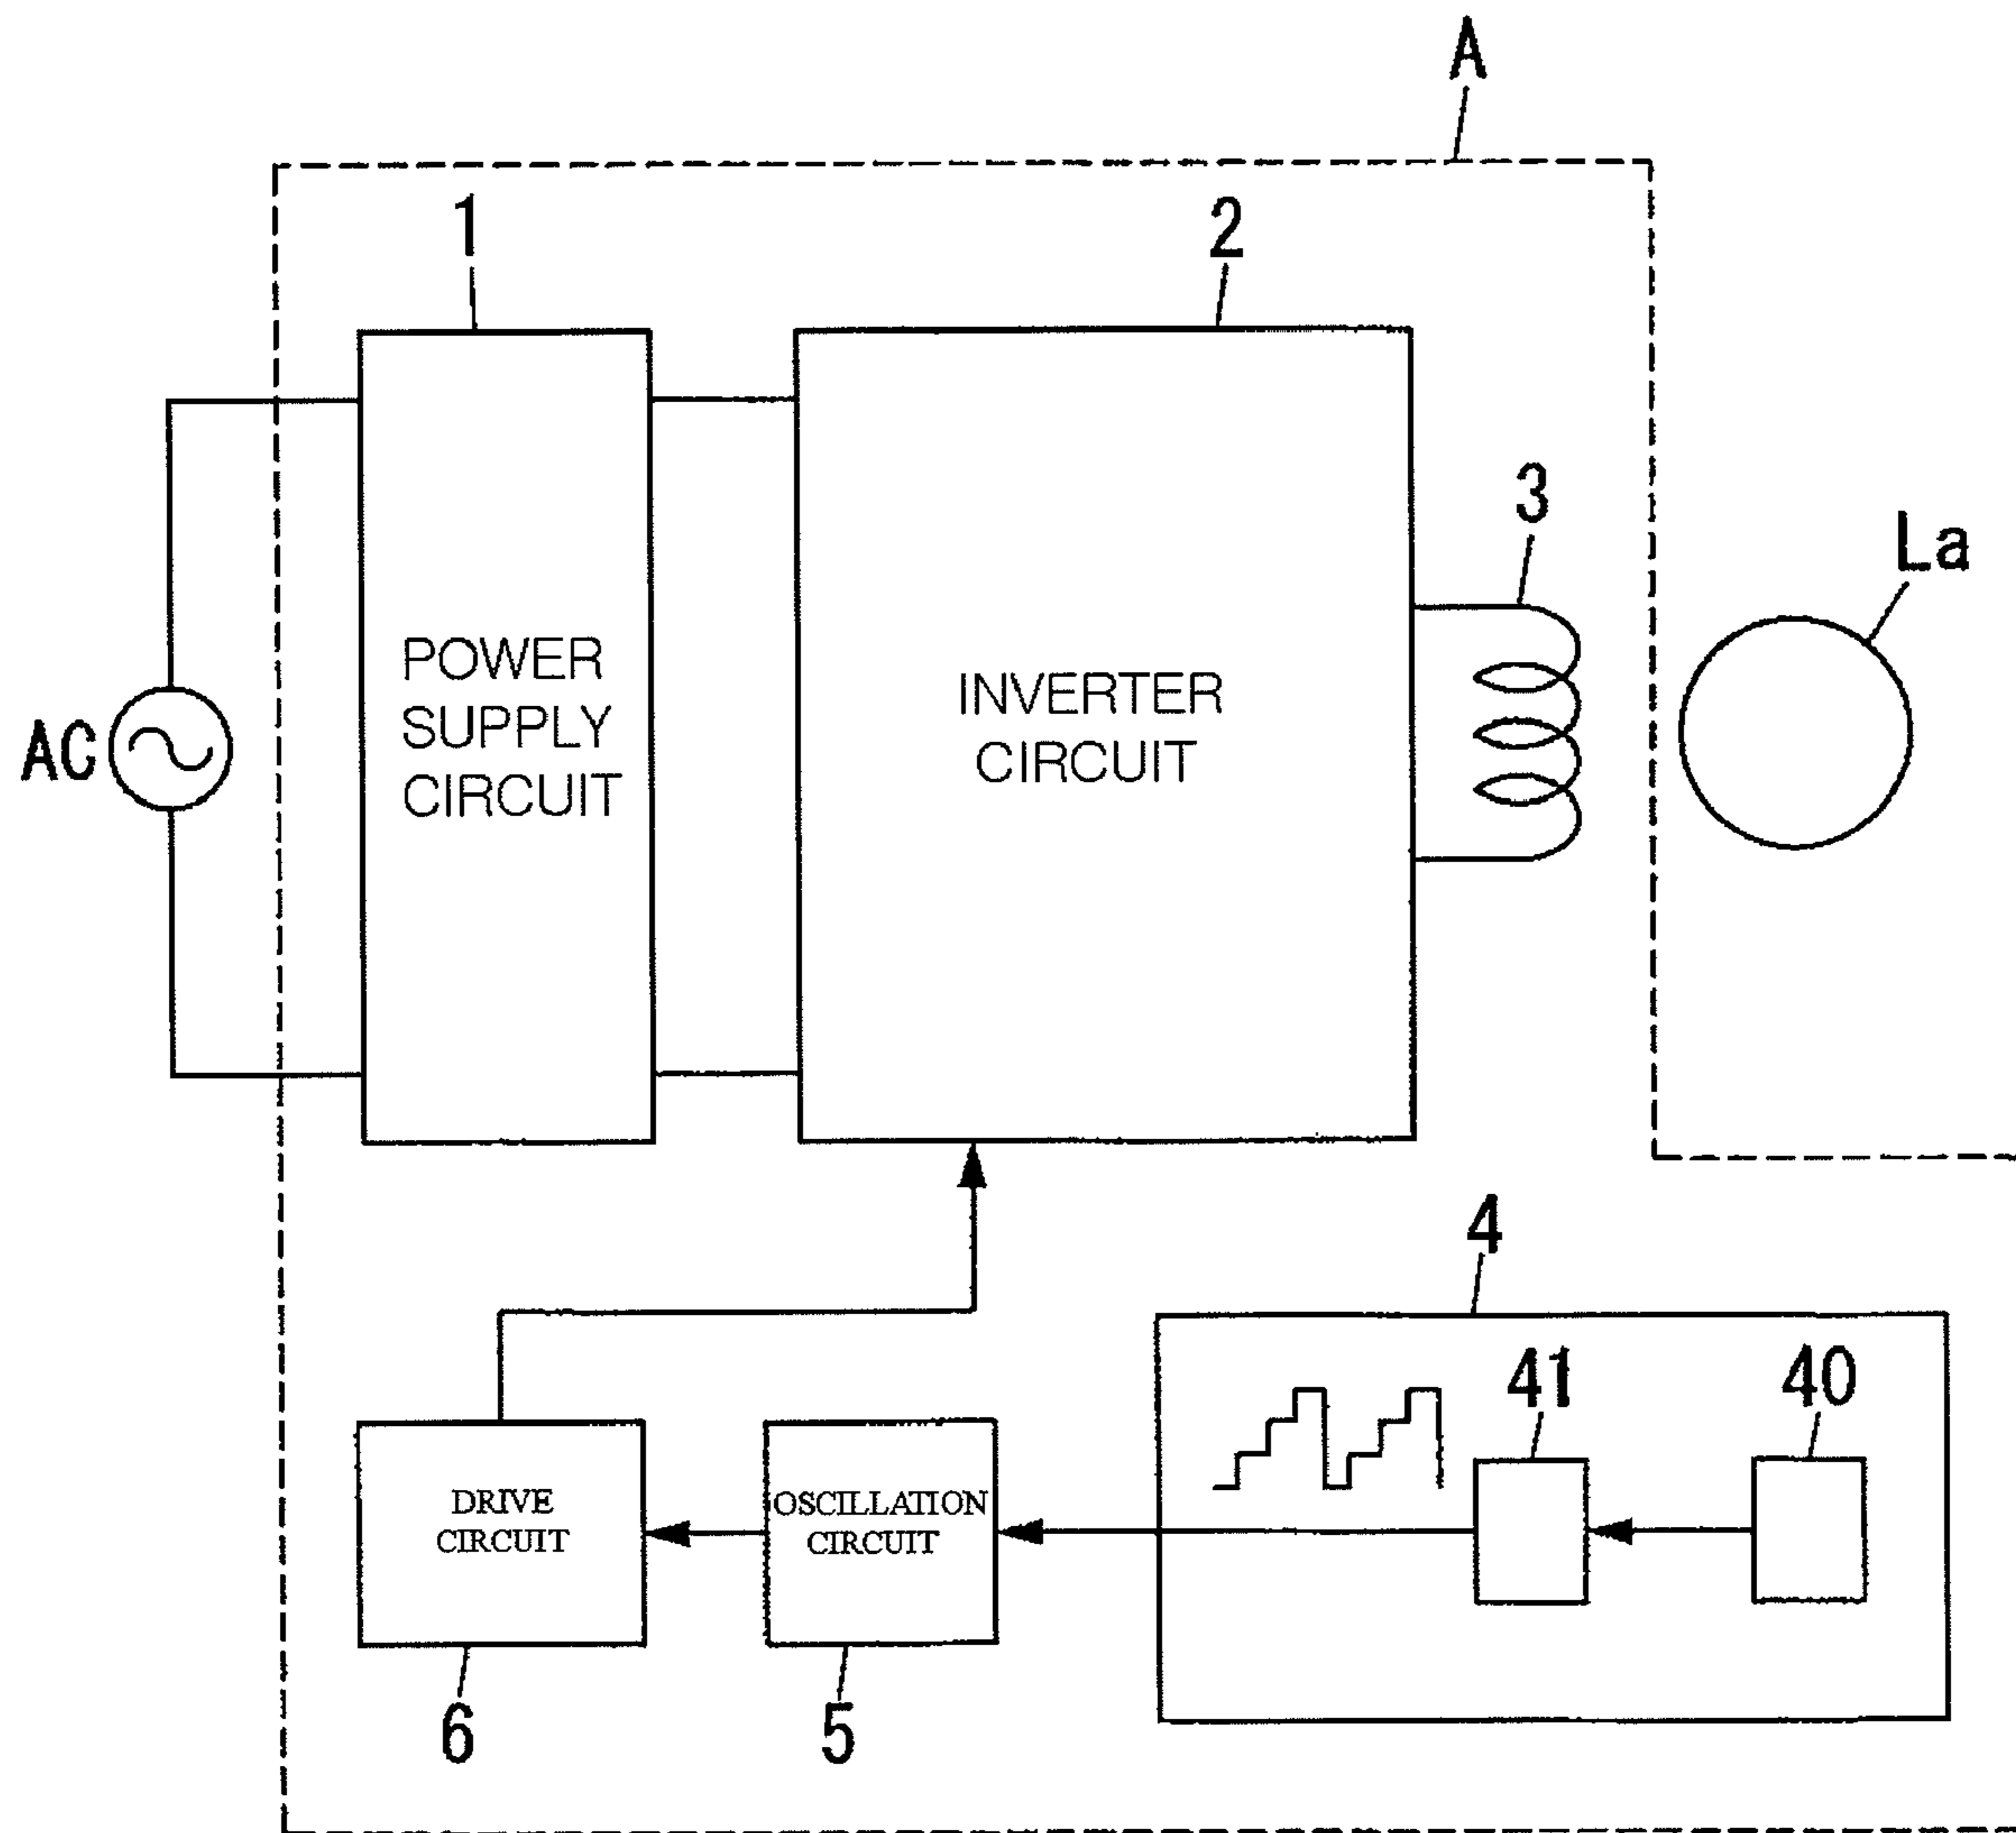 A
1
2
3
La
POWER
SUPPLY
CIRCUIT
INVERTER
CIRCUIT
AC
4
41
40
DRIVE
CIRCUIT
OSCILLATION
CIRCUIT
6
5